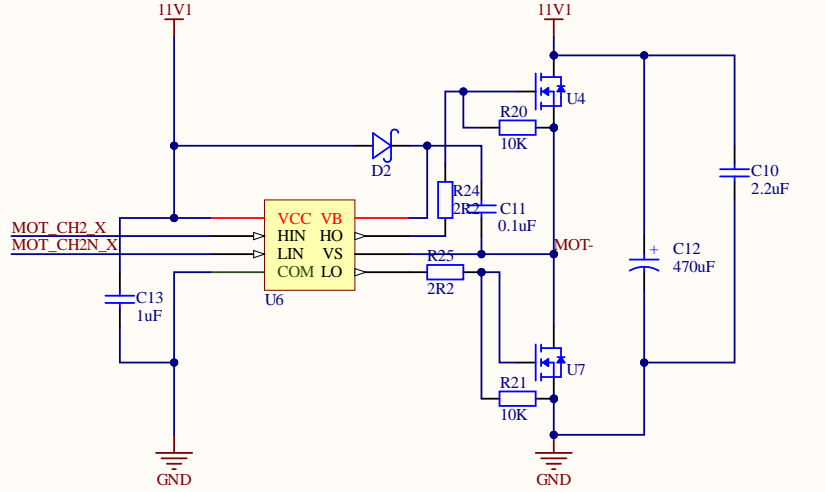 11V1
11V1
U4
R20
10K
D2
C10
2.2uF
R24
2R2
C11
0.1uF
VCC VB
MOT_CH2_X
HIN HO
MOT_CH2N_X
LIN VS
COM LO
U6
MOT-
R25
2R2
+
C12
470uF
C13
1uF
U7
R21
10K
GND
GND